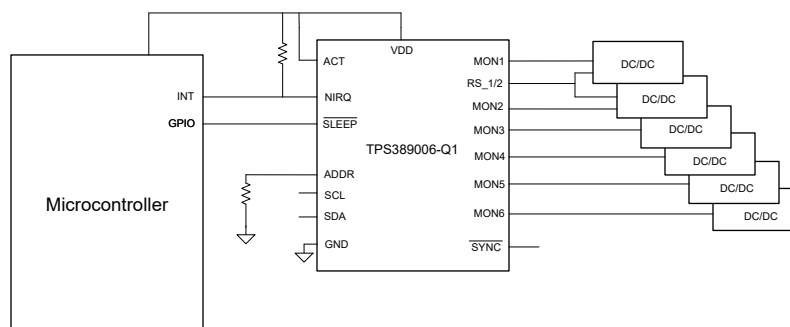 VDD
ACT
MON1
DC/DC
RS_1/2
INT
NIRQ
MON2
DC/DC
GPIO
SLEEP
MON3
DC/DC
TPS389006-Q1
MON4
DC/DC
ADDR
MON5
DC/DC
SCL
Microcontroller
SDA
MON6
DC/DC
GND
SYNC